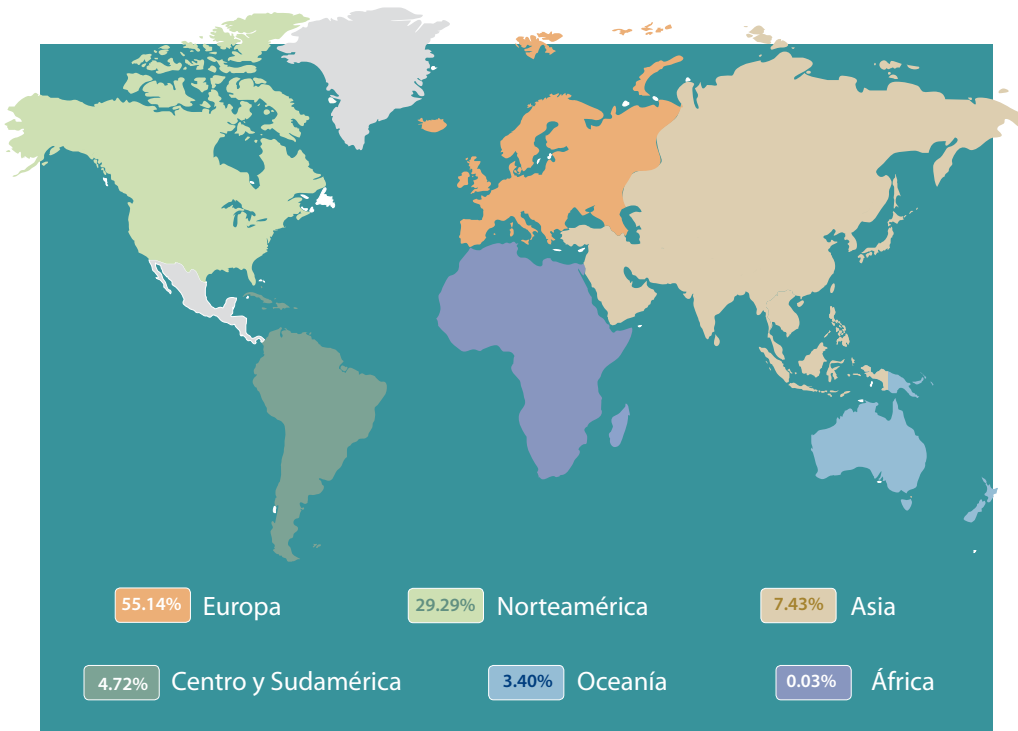 55.14% Europa 29.29% Norteamérica 7.43% Asia
4.72% Centro y Sudamérica 3.40% Oceanía 0.03% África